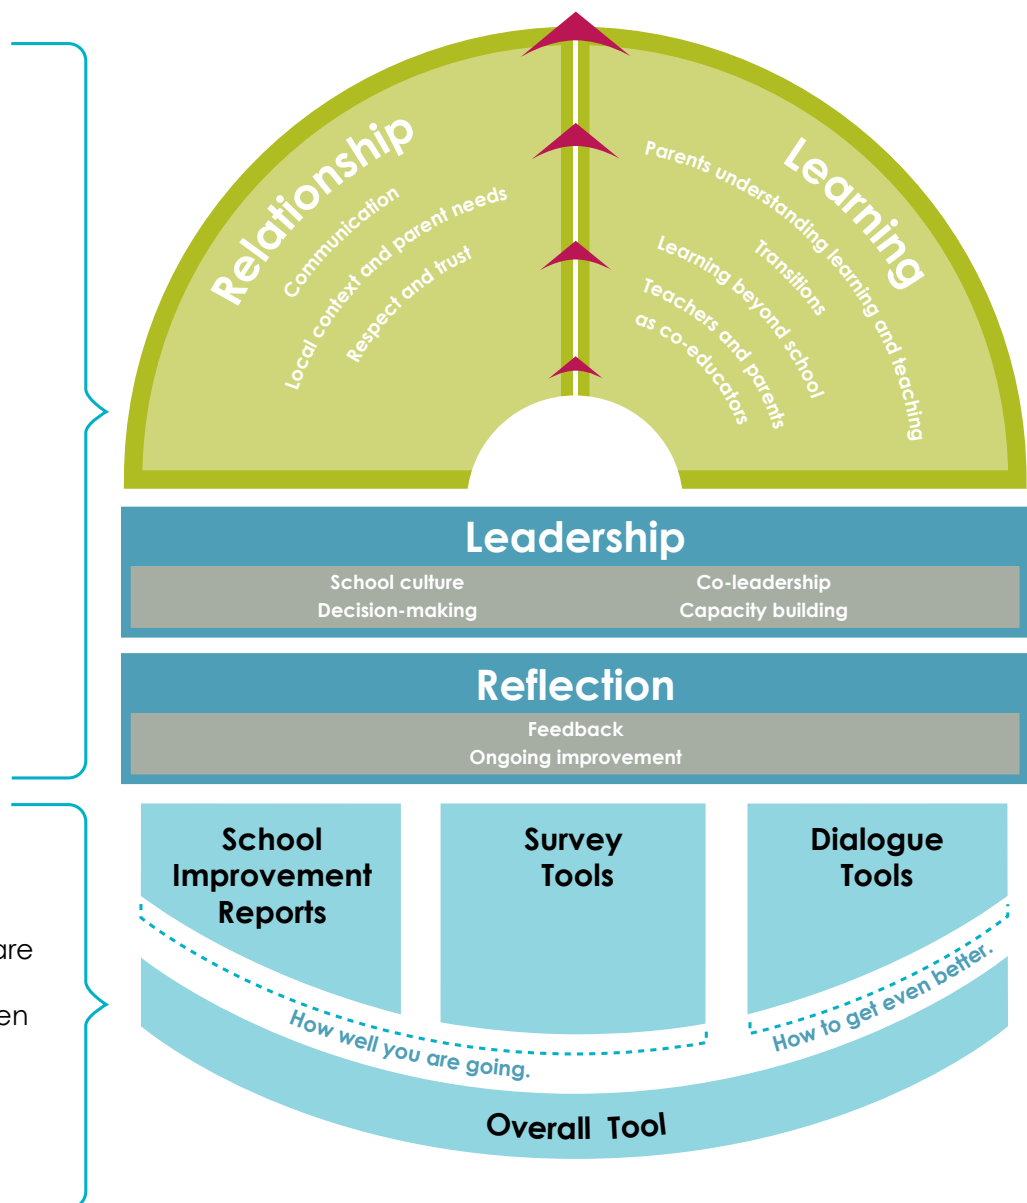 Relationship
Communication
Local context and parent needs
Respect and trust
Learning
Parents understanding learning and teaching
Transitions
Learning beyond school
Teachers and parents
as co-educators
Leadership
School culture
Decision-making
Co-leadership
Capacity building
Reflection
Feedback
Ongoing improvement
are
en
School
Improvement
Reports
Survey
Tools
Dialogue
Tools
How well you are going.
How to get even better.
Overall Tool